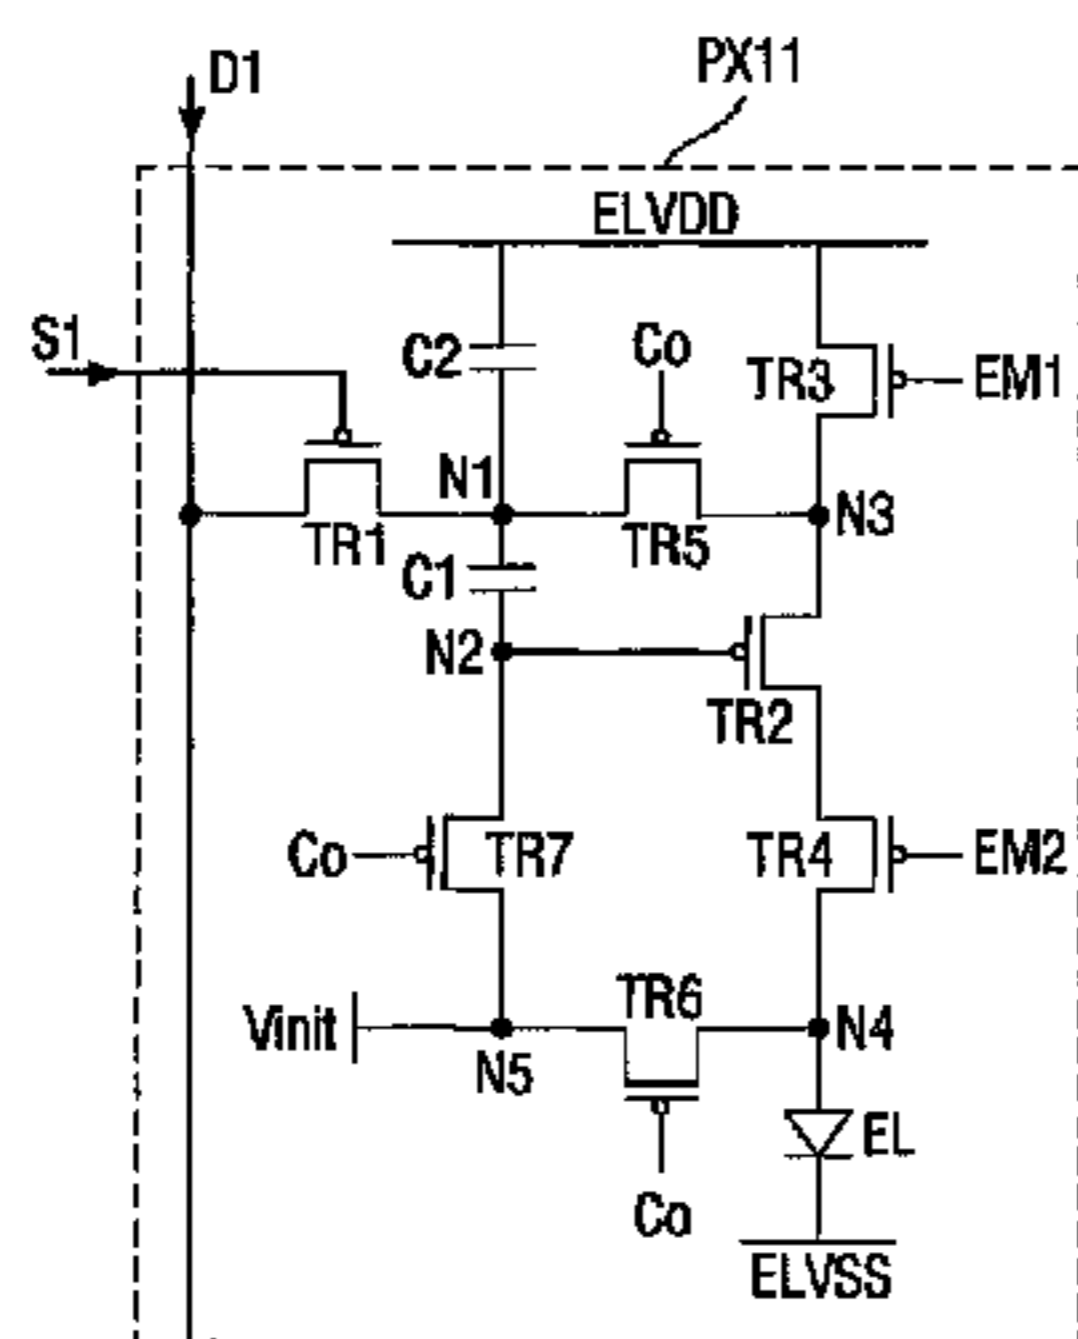 D1
PX11
ELVDD
S1
C2
Co
TR3
EM1
N1
N3
TR1
TR5
C1
N2
TR2
Co
TR7
TR4
EM2
TR6
Vinit
N4
N5
EL
Co
ELVSS